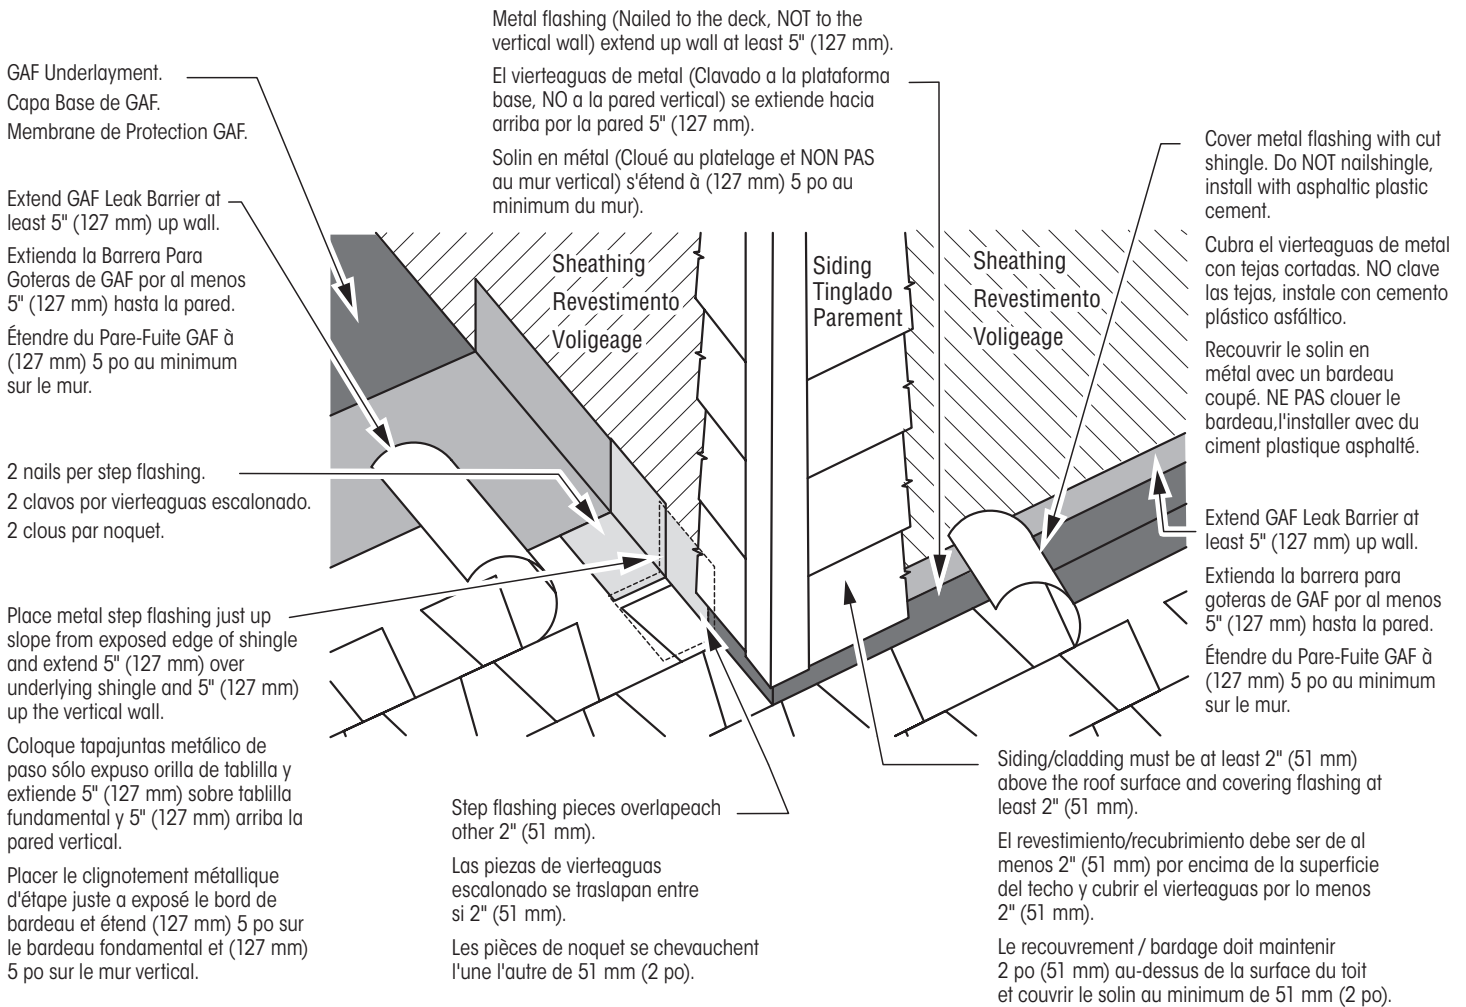 Metal flashing (Nailed to the deck, NOT to the
vertical wall) extend up wall at least 5" (127 mm).
El vierteaguas de metal (Clavado a la plataforma
base, NO a la pared vertical) se extiende hacia
arriba por la pared 5" (127 mm).
Solin en métal (Cloué au platelage et NON PAS
au mur vertical) s'étend à (127 mm) 5 po au
minimum du mur).
GAF Underlayment.
Capa Base de GAF.
Membrane de Protection GAF.
Extend GAF Leak Barrier at
least 5" (127 mm) up wall.
Extienda la Barrera Para
Goteras de GAF por al menos
5" (127 mm) hasta la pared.
Étendre du Pare-Fuite GAF à
(127 mm) 5 po au minimum
sur le mur.
2 nails per step flashing.
2 clavos por vierteaguas escalonado.
2 clous par noquet.
Place metal step flashing just up
slope from exposed edge of shingle
and extend 5" (127 mm) over
underlying shingle and 5" (127 mm)
up the vertical wall.
Coloque tapajuntas metálico de
paso sólo expuso orilla de tablilla y
extiende 5" (127 mm) sobre tablilla
fundamental y 5" (127 mm) arriba la
pared vertical.
Placer le clignotement métallique
d'étape juste a exposé le bord de
bardeau et étend (127 mm) 5 po sur
le bardeau fondamental et (127 mm)
5 po sur le mur vertical.
Sheathing
Revestimento
Voligeage
Siding
Tinglado
Parement
Sheathing
Revestimento
Voligeage
Cover metal flashing with cut
shingle. Do NOT nailshingle,
install with asphaltic plastic
cement.
Cubra el vierteaguas de metal
con tejas cortadas. NO clave
las tejas, instale con cemento
plástico asfáltico.
Recouvrir le solin en
métal avec un bardeau
coupé. NE PAS clouer le
bardeau,l'installer avec du
ciment plastique asphalté.
Extend GAF Leak Barrier at
least 5" (127 mm) up wall.
Extienda la barrera para
goteras de GAF por al menos
5" (127 mm) hasta la pared.
Étendre du Pare-Fuite GAF à
(127 mm) 5 po au minimum
sur le mur.
Step flashing pieces overlapeach
other 2" (51 mm).
Las piezas de vierteaguas
escalonado se traslapan entre
si 2" (51 mm).
Les pièces de noquet se chevauchent
l'une l'autre de 51 mm (2 po).
Siding/cladding must be at least 2" (51 mm)
above the roof surface and covering flashing at
least 2" (51 mm).
El revestimiento/recubrimiento debe ser de al
menos 2" (51 mm) por encima de la superficie
del techo y cubrir el vierteaguas por lo menos
2" (51 mm).
Le recouvrement / bardage doit maintenir
2 po (51 mm) au-dessus de la surface du toit
et couvrir le solin au minimum de 51 mm (2 po).